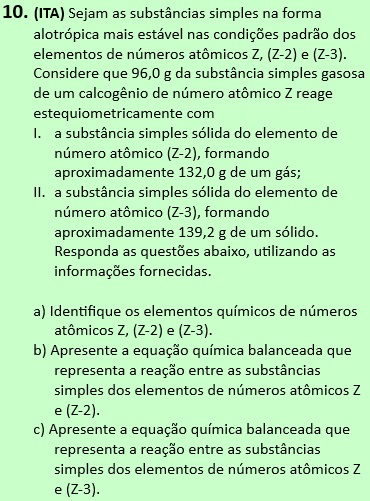 10. (ITA) Sejam as substâncias simples na forma
alotrópica mais estável nas condições padrão dos
elementos de números atômicos Z, (Z-2) e (Z-3).
Considere que 96,0 g da substância simples gasosa
de um calcogênio de número atômico Z reage
estequiometricamente com
I. a substância simples sólida do elemento de
número atômico (Z-2), formando
aproximadamente 132,0 g de um gás;
II. a substância simples sólida do elemento de
número atômico (Z-3), formando
aproximadamente 139,2 g de um sólido.
Responda as questões abaixo, utilizando as
informações fornecidas.
a) Identifique os elementos químicos de números
atômicos Z, (Z-2) e (Z-3).
b) Apresente a equação química balanceada que
representa a reação entre as substâncias
simples dos elementos de números atômicos Z
e (Z-2).
c) Apresente a equação química balanceada que
representa a reação entre as substâncias
simples dos elementos de números atômicos Z
e (Z-3).